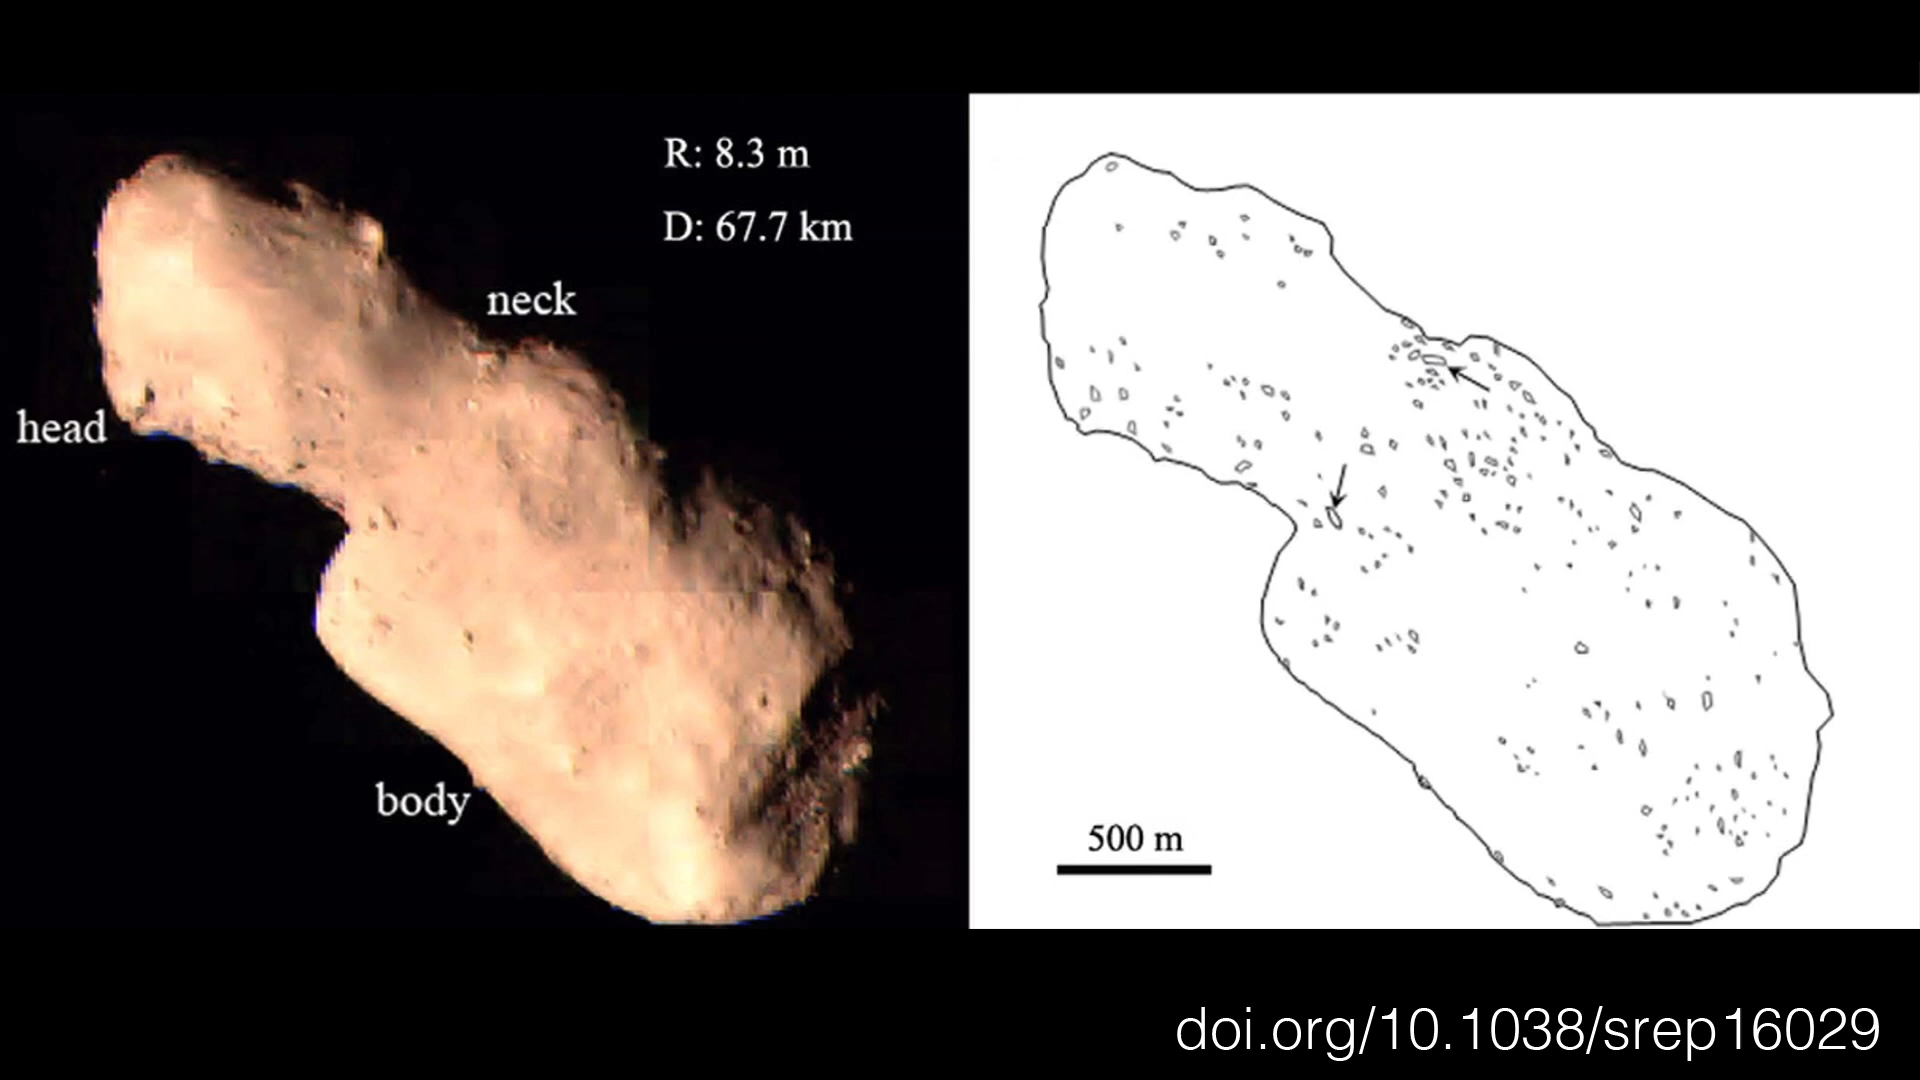 R: 8.3 m
D: 67.7 km
neck
head
body
500 m
doi.org/10.1038/srep16029